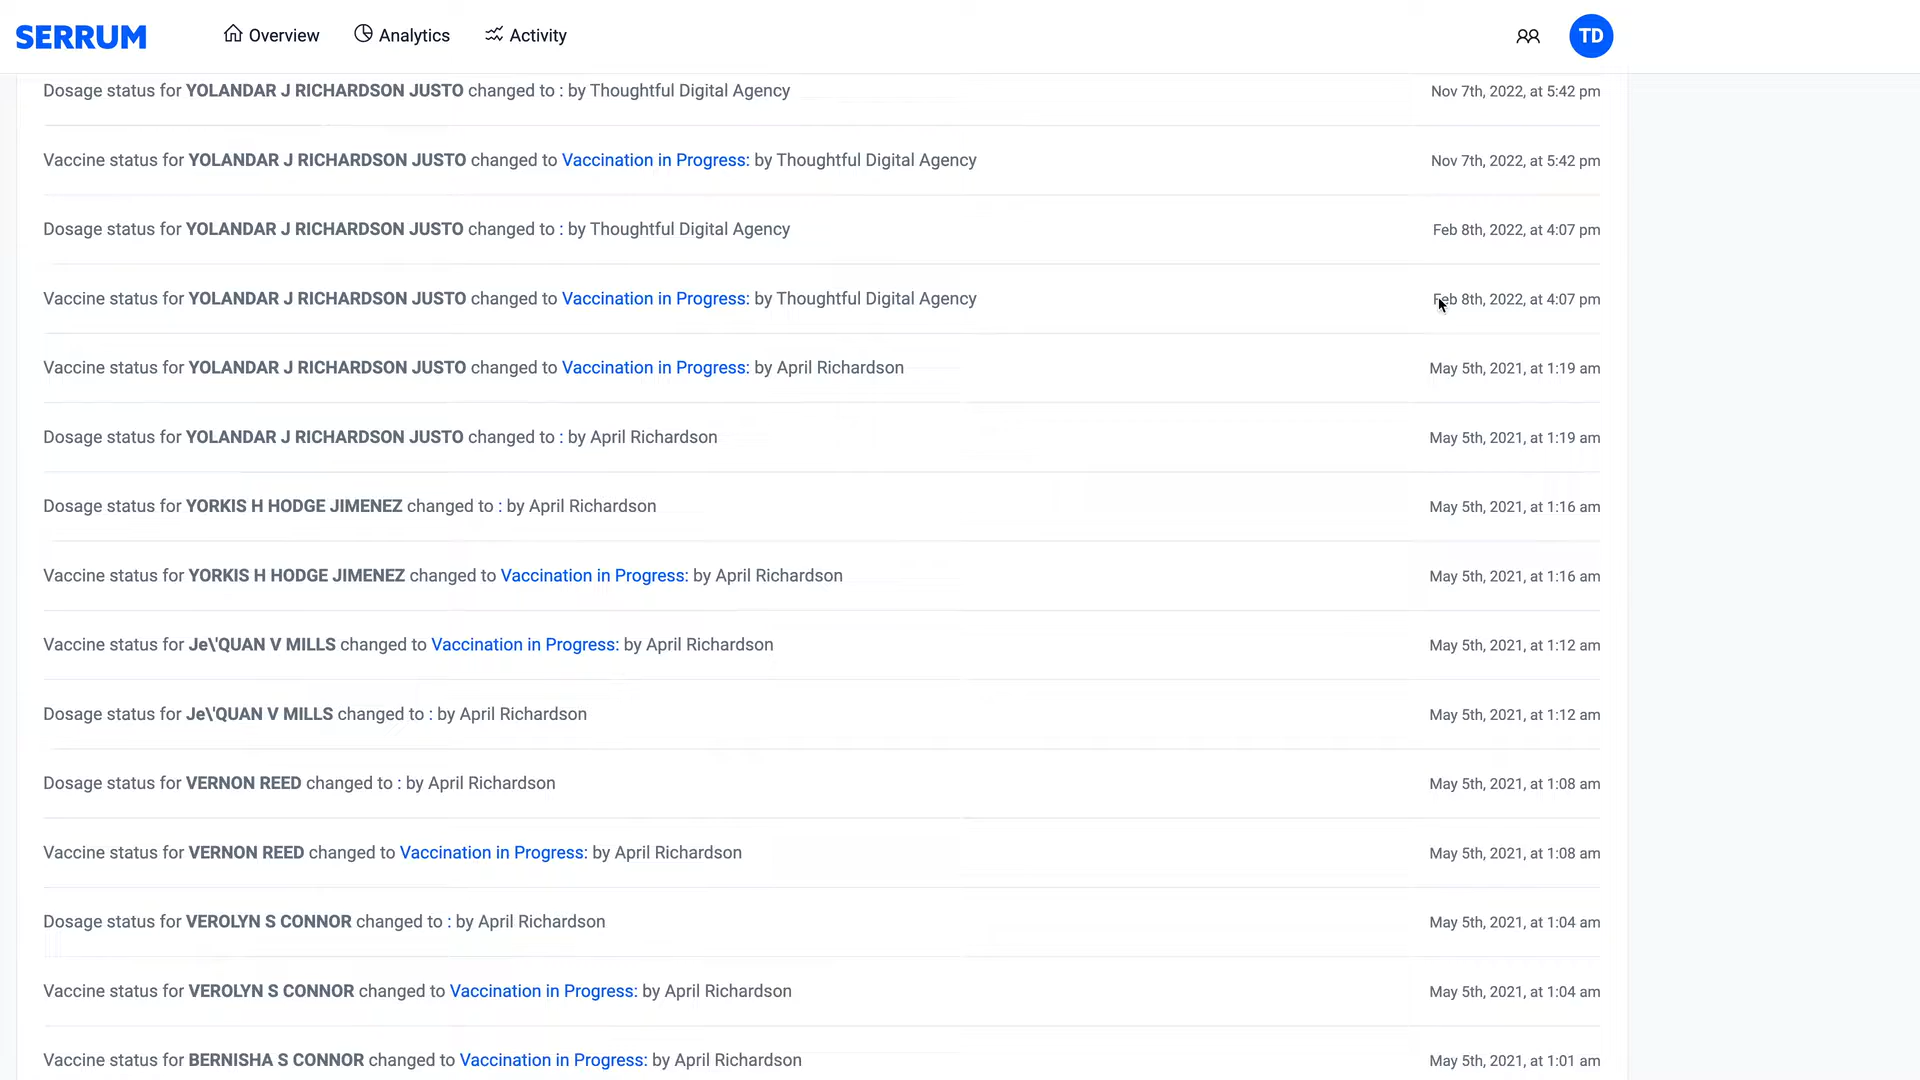 SERRUM Overview Analytics Activity TD
Dosage status for YOLANDAR J RICHARDSON JUSTO changed to : by Thoughtful Digital Agency Nov 7th, 2022, at 5:42 pm
Vaccine status for YOLANDAR J RICHARDSON JUSTO changed to Vaccination in Progress: by Thoughtful Digital Agency Nov 7th, 2022, at 5:42 pm
Dosage status for YOLANDAR J RICHARDSON JUSTO changed to : by Thoughtful Digital Agency Feb 8th, 2022, at 4:07 pm
Vaccine status for YOLANDAR J RICHARDSON JUSTO changed to Vaccination in Progress: by Thoughtful Digital Agency Feb 8th, 2022, at 4:07 pm
Vaccine status for YOLANDAR J RICHARDSON JUSTO changed to Vaccination in Progress: by April Richardson May 5th, 2021, at 1:19 am
Dosage status for YOLANDAR J RICHARDSON JUSTO changed to : by April Richardson May 5th, 2021, at 1:19 am
Dosage status for YORKIS H HODGE JIMENEZ changed to : by April Richardson May 5th, 2021, at 1:16 am
Vaccine status for YORKIS H HODGE JIMENEZ changed to Vaccination in Progress: by April Richardson May 5th, 2021, at 1:16 am
Vaccine status for Je\'QUAN V MILLS changed to Vaccination in Progress: by April Richardson May 5th, 2021, at 1:12 am
Dosage status for Je\'QUAN V MILLS changed to : by April Richardson May 5th, 2021, at 1:12 am
Dosage status for VERNON REED changed to : by April Richardson May 5th, 2021, at 1:08 am
Vaccine status for VERNON REED changed to Vaccination in Progress: by April Richardson May 5th, 2021, at 1:08 am
Dosage status for VEROLYN S CONNOR changed to : by April Richardson May 5th, 2021, at 1:04 am
Vaccine status for VEROLYN S CONNOR changed to Vaccination in Progress: by April Richardson May 5th, 2021, at 1:04 am
Vaccine status for BERNISHA S CONNOR changed to Vaccination in Progress: by April Richardson May 5th, 2021, at 1:01 am